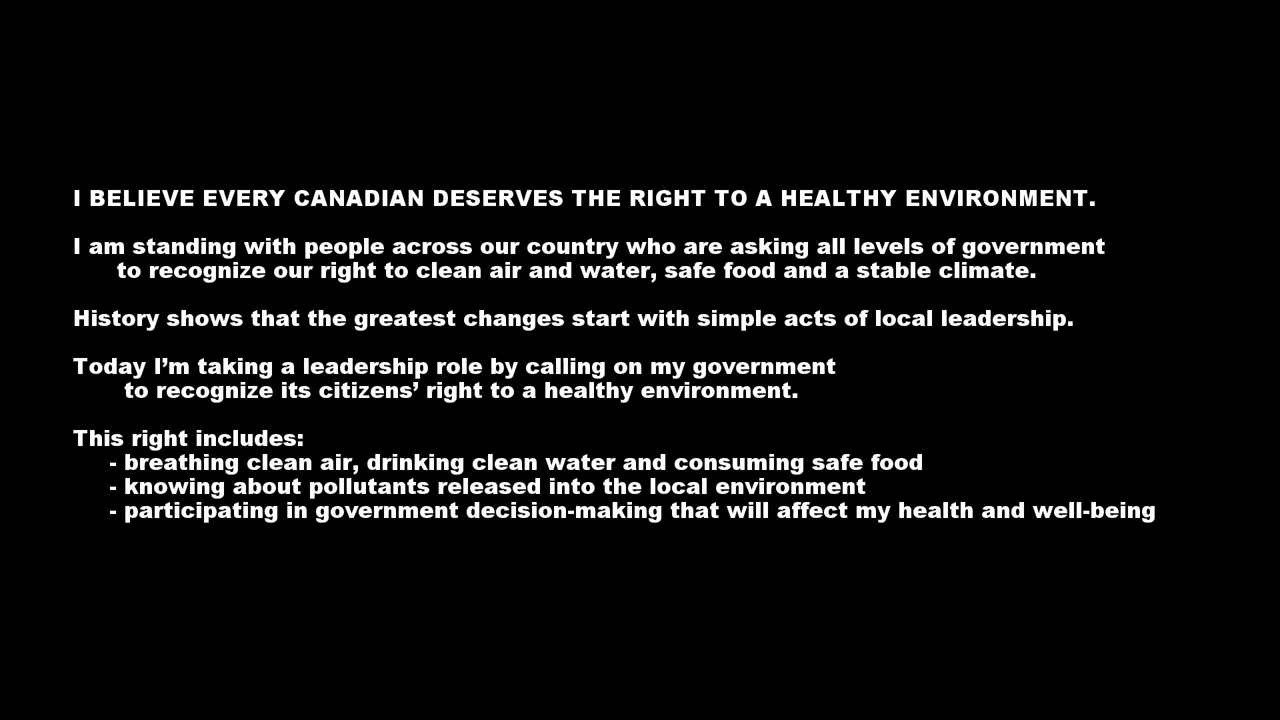 I BELIEVE EVERY CANADIAN DESERVES THE RIGHT TO A HEALTHY ENVIRONMENT.
I am standing with people across our country who are asking all levels of government
to recognize our right to clean air and water, safe food and a stable climate.
History shows that the greatest changes start with simple acts of local leadership.
Today I’m taking a leadership role by calling on my government
to recognize its citizens’ right to a healthy environment.
This right includes:
- breathing clean air, drinking clean water and consuming safe food
- knowing about pollutants released into the local environment
- participating in government decision-making that will affect my health and well-being